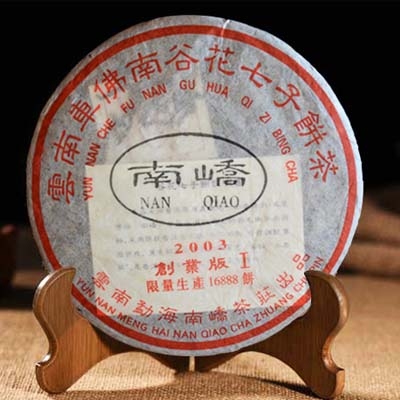 雲南車佛南谷花七子餅茶
YUN NAN CHE FU NAN GU HUA QI ZI BING CHA
南嶠
NAN QIAO
2003
創業版 I
限量生產16888餅
雲南勐海南嶠茶莊出品
YUN NAN MENG HAI NAN QIAO CHA ZHUANG CHU PIN